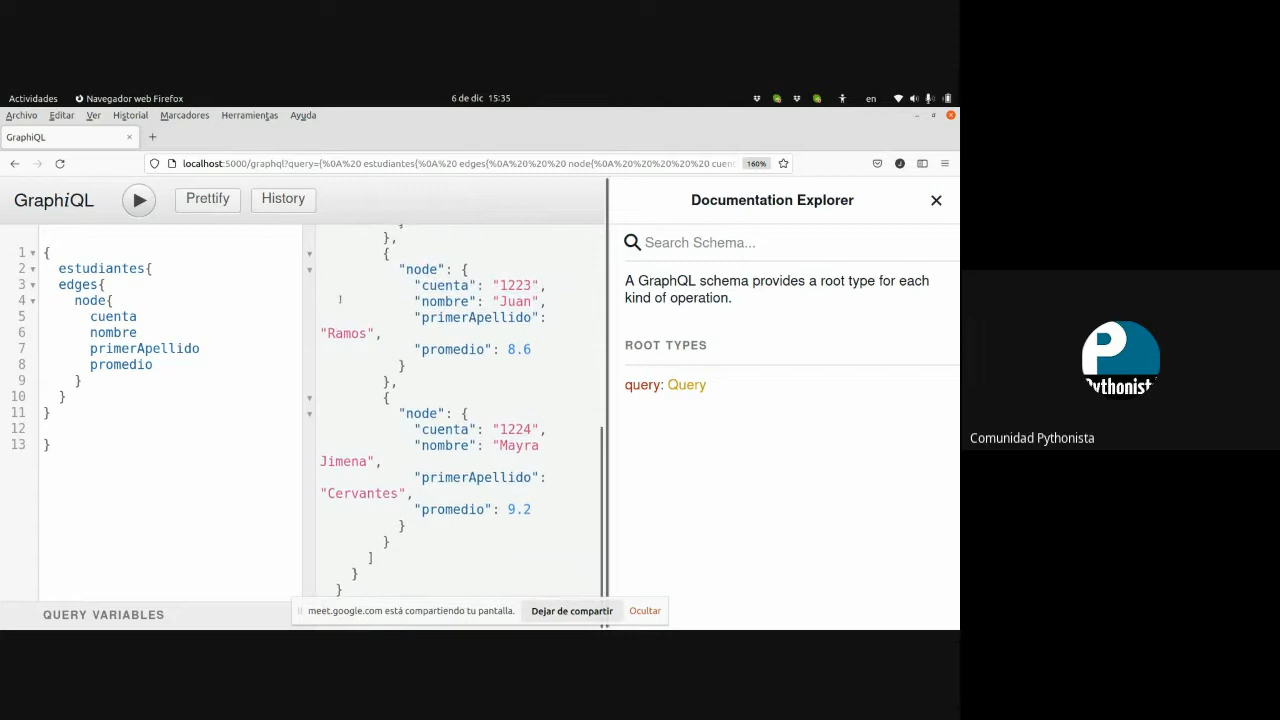 Actividades
Navegador web Firefox
6 de dic 15:35
en
Archivo Editar Ver Historial Marcadores Herramientas Ayuda
GraphiQL
localhost:5000/graphql?query={%0A%20 estudiantes{%0A%20 edges{%0A%20%20%20 node{%0A%20%20%20%20%20 cuen
160%
GraphiQL
Prettify
History
1 {
2 estudiantes{
3 edges{
4 node{
5 cuenta
6 nombre
7 primerApellido
8 promedio
9 }
10 }
11 }
12
13 }
QUERY VARIABLES
},
{
"node": {
"cuenta": "1223",
"nombre": "Juan",
"primerApellido":
"Ramos",
"promedio": 8.6
}
},
{
"node": {
"cuenta": "1224",
"nombre": "Mayra
Jimena",
"primerApellido":
"Cervantes",
"promedio": 9.2
}
}
]
}
}
meet.google.com está compartiendo tu pantalla.
Dejar de compartir
Ocultar
Documentation Explorer
Search Schema...
A GraphQL schema provides a root type for each
kind of operation.
ROOT TYPES
query: Query
Pythonist
Comunidad Pythonista